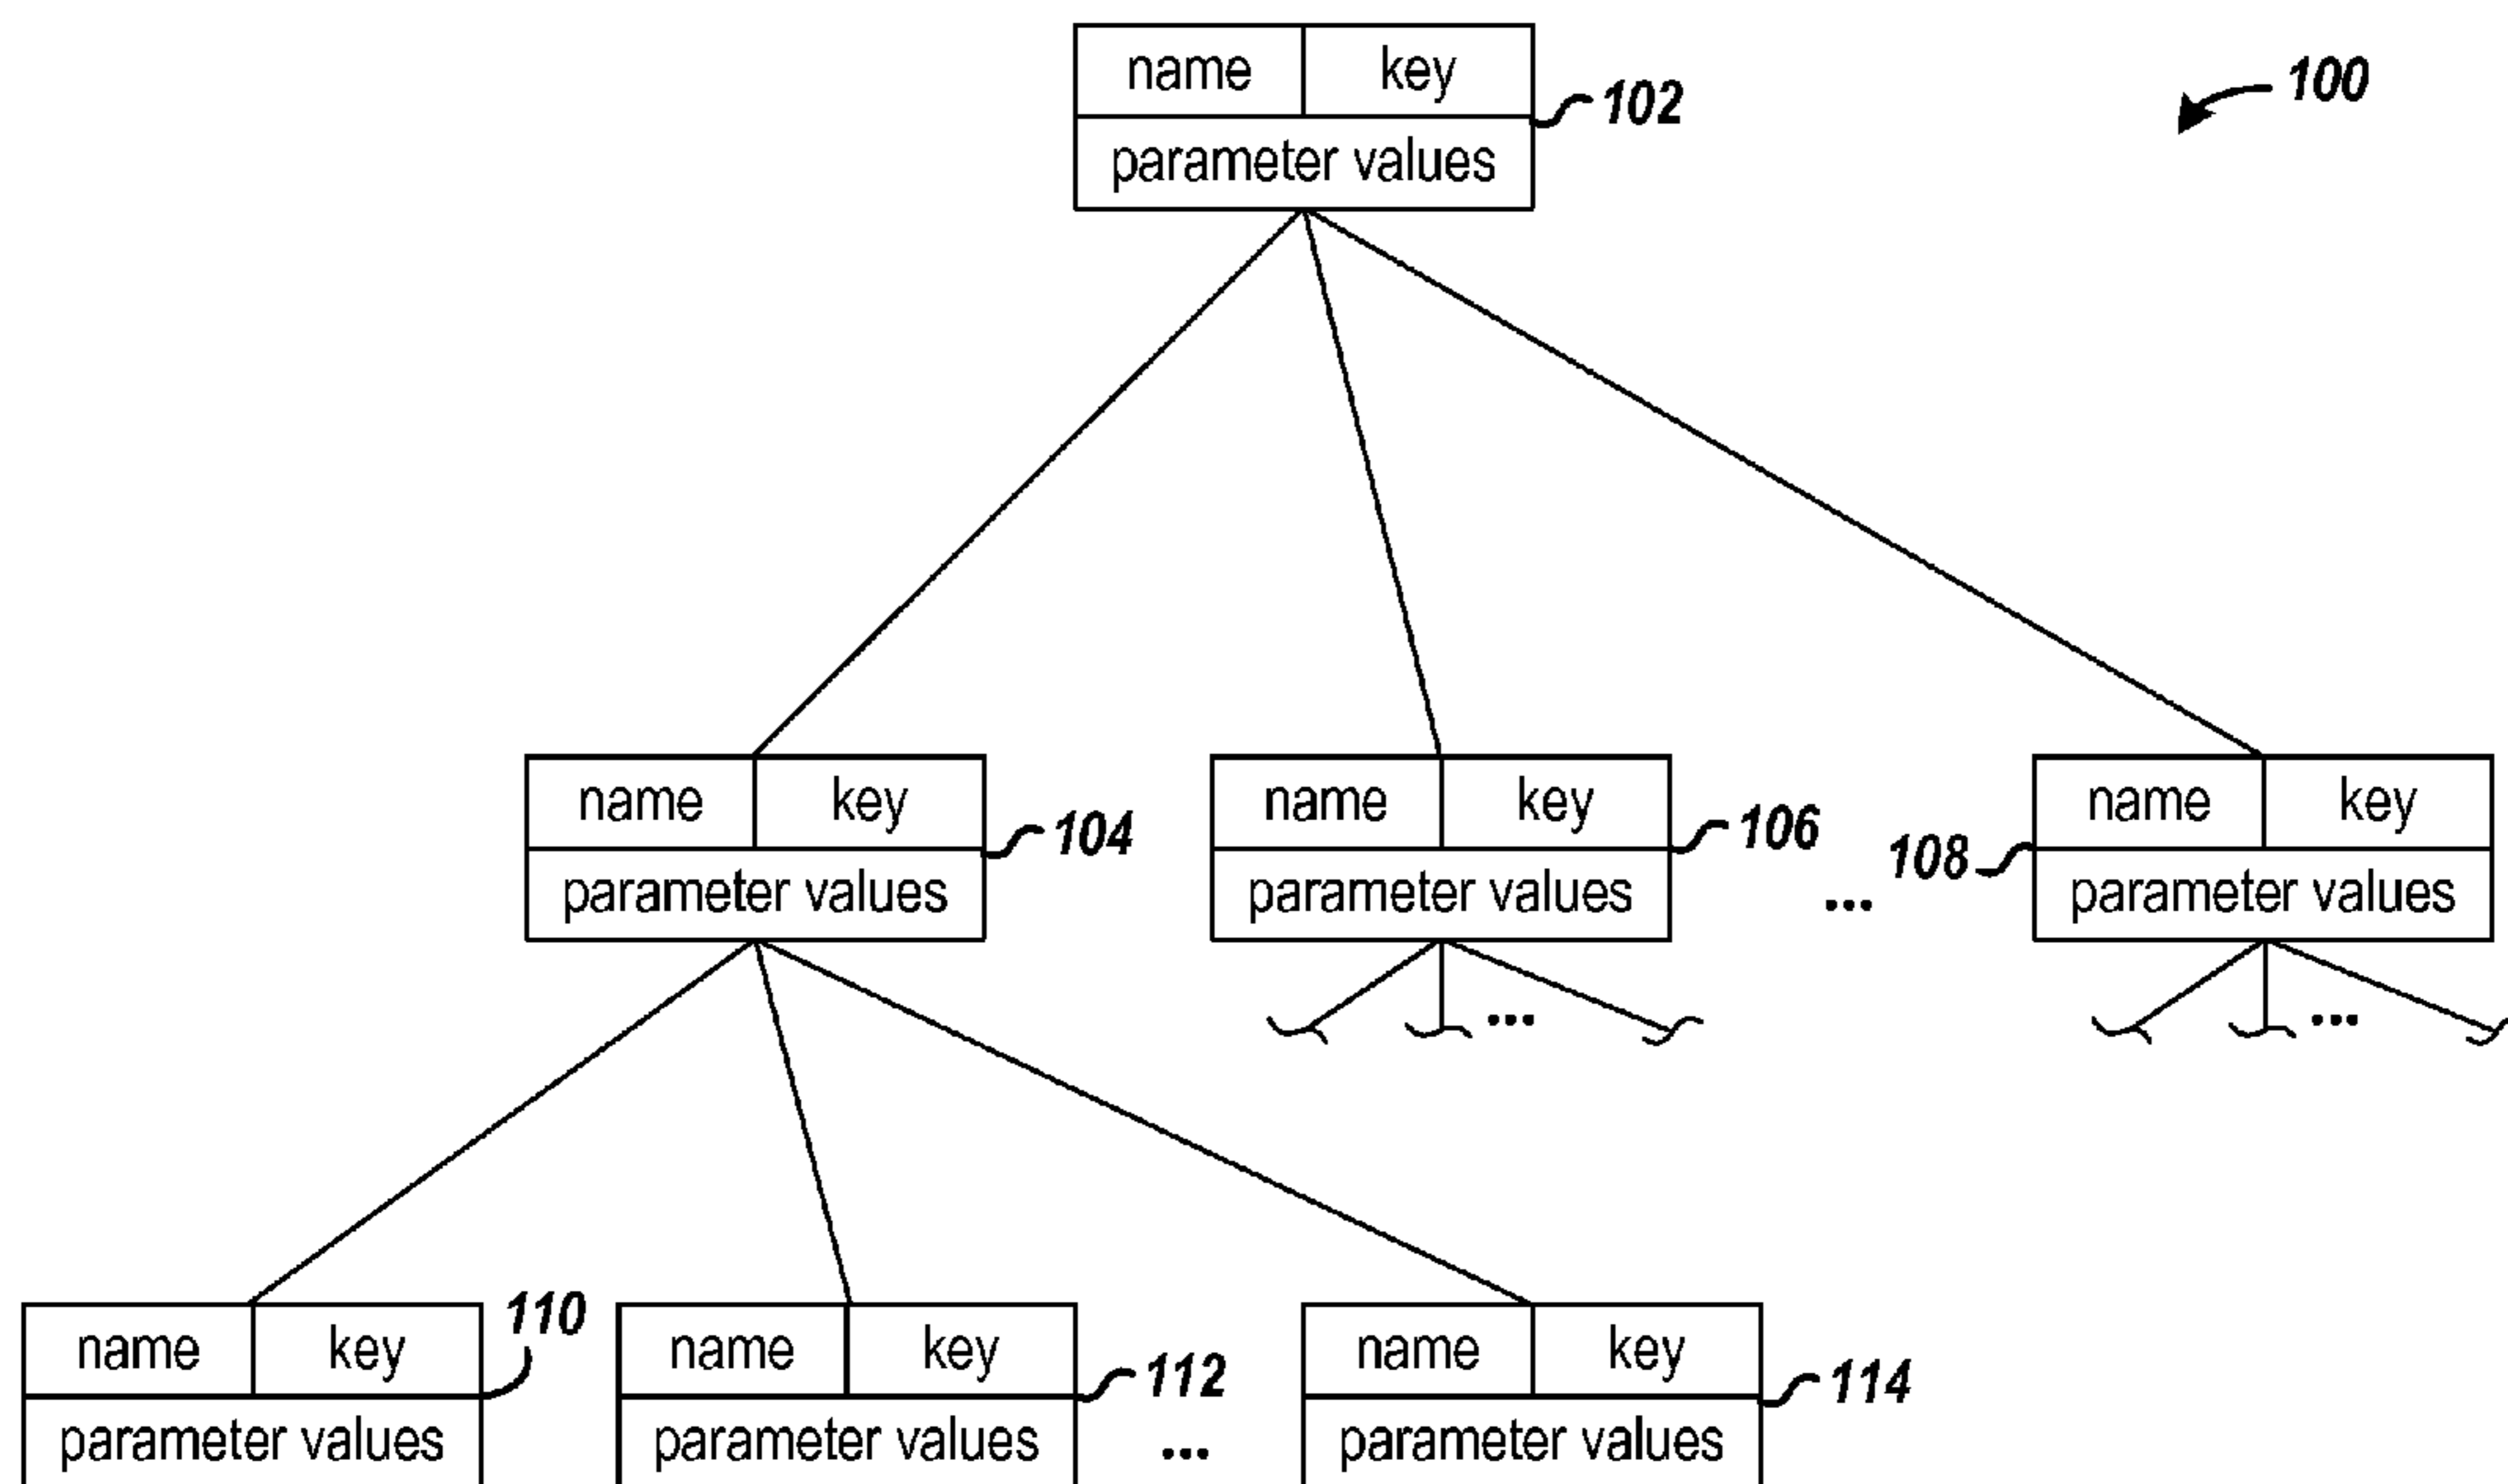 name key
100
102
parameter values
name key
name key
name key
104
106
108
parameter values
parameter values
...
parameter values
...
...
110
name key
name key
name key
112
114
parameter values
parameter values
...
parameter values